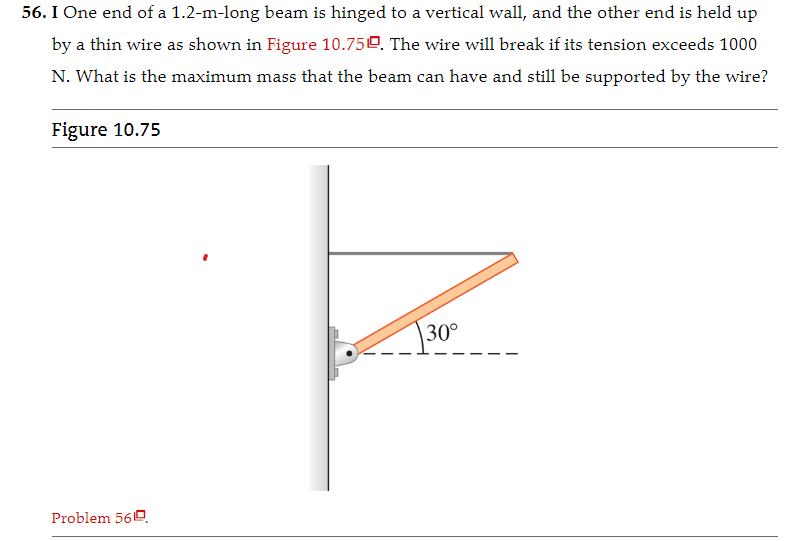 56. I One end of a 1.2-m-long beam is hinged to a vertical wall, and the other end is held up
by a thin wire as shown in Figure 10.75. The wire will break if its tension exceeds 1000
N. What is the maximum mass that the beam can have and still be supported by the wire?
Figure 10.75
30°
Problem 56.